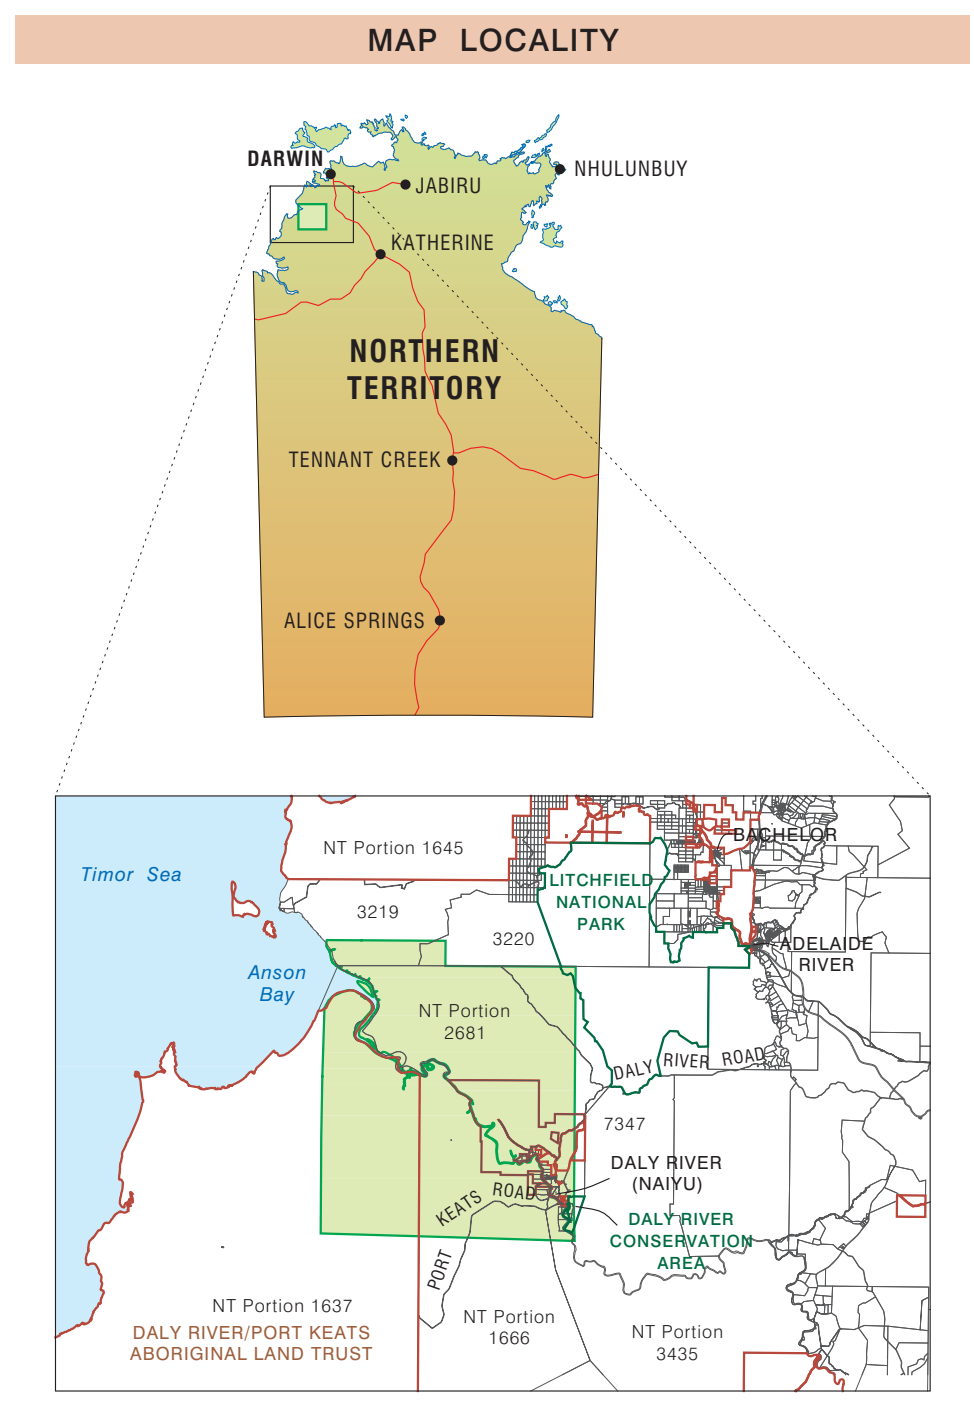 MAP LOCALITY
DARWIN
NHULUNBUY
JABIRU
KATHERINE
NORTHERN
TERRITORY
TENNANT CREEK
ALICE SPRINGS
BACHELOR
NT Portion 1645
Timor Sea
LITCHFIELD
NATIONAL
PARK
3219
3220
ADELAIDE
RIVER
Anson
Bay
NT Portion
2681
DALY RIVER ROAD
7347
DALY RIVER
(NAIYU)
PORT KEATS ROAD
DALY RIVER
CONSERVATION
AREA
NT Portion 1637
DALY RIVER/PORT KEATS
ABORIGINAL LAND TRUST
NT Portion
1666
NT Portion
3435